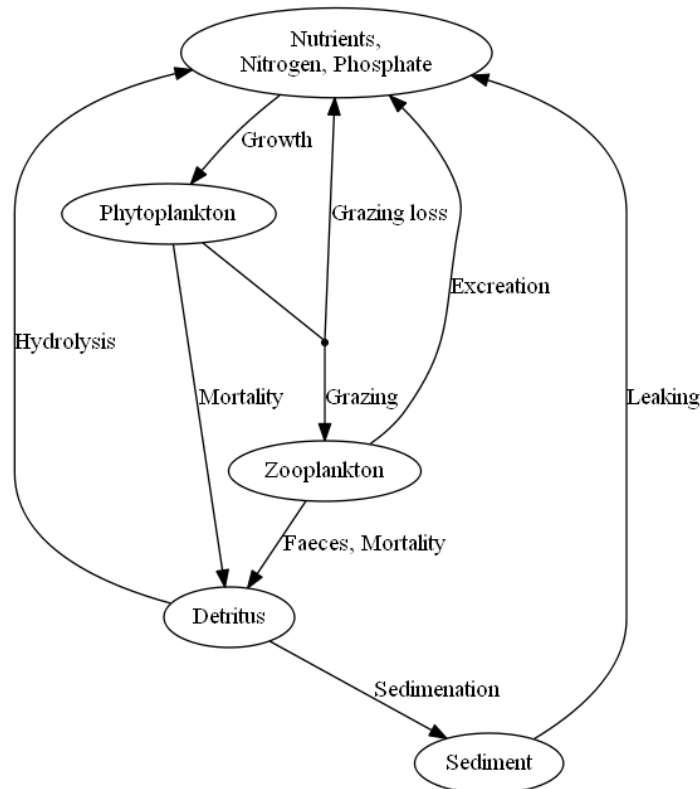 Nutrients,
Nitrogen, Phosphate
Growth
Phytoplankton
Grazing loss
Excreation
Hydrolysis
Mortality
Grazing
Leaking
Zooplankton
Faeces, Mortality
Detritus
Sedimenation
Sediment